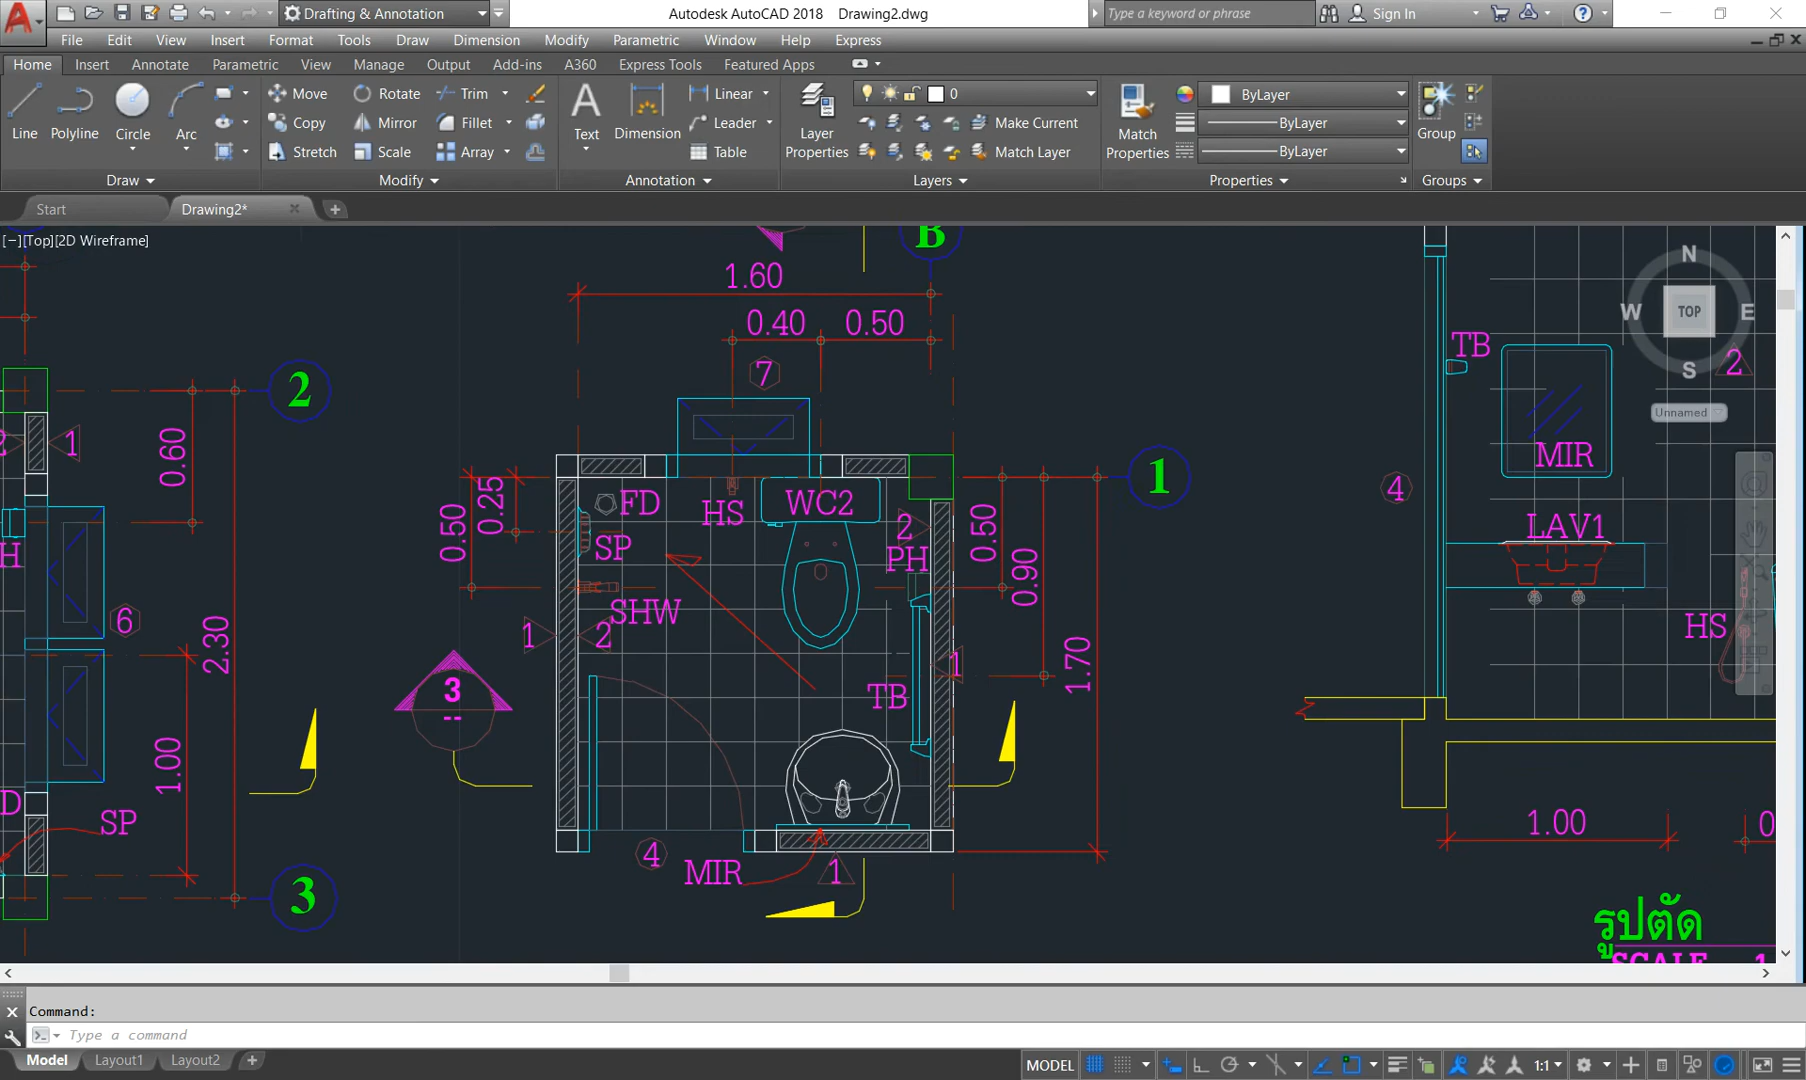 Drafting & Annotation
Autodesk AutoCAD 2018 Drawing2.dwg
Type a keyword or phrase
Sign In
File Edit View Insert Format Tools Draw Dimension Modify Parametric Window Help Express
Home Insert Annotate Parametric View Manage Output Add-ins A360 Express Tools Featured Apps
Line
Polyline
Circle
Arc
Move
Rotate
Trim
Copy
Mirror
Fillet
Stretch
Scale
Array
Text
Dimension
Linear
Leader
Table
Layer
Properties
0
Make Current
Match Layer
Match
Properties
ByLayer
ByLayer
ByLayer
Group
Draw
Modify
Annotation
Layers
Properties
Groups
Start
Drawing2*
[−][Top][2D Wireframe]
B
1.60
0.40
0.50
7
2
1
0.60
H
6
2.30
1.00
D
SP
3
0.50
0.25
FD
HS
WC2
SP
SHW
2
PH
1
2
0.50
0.90
1.70
1
1
TB
3
--
4
MIR
1
N
W
TOP
E
S
Unnamed
TB
2
MIR
4
LAV1
HS
1.00
0
รูปตัด
SCALE 1
Command:
Type a command
Model
Layout1
Layout2
MODEL
1:1